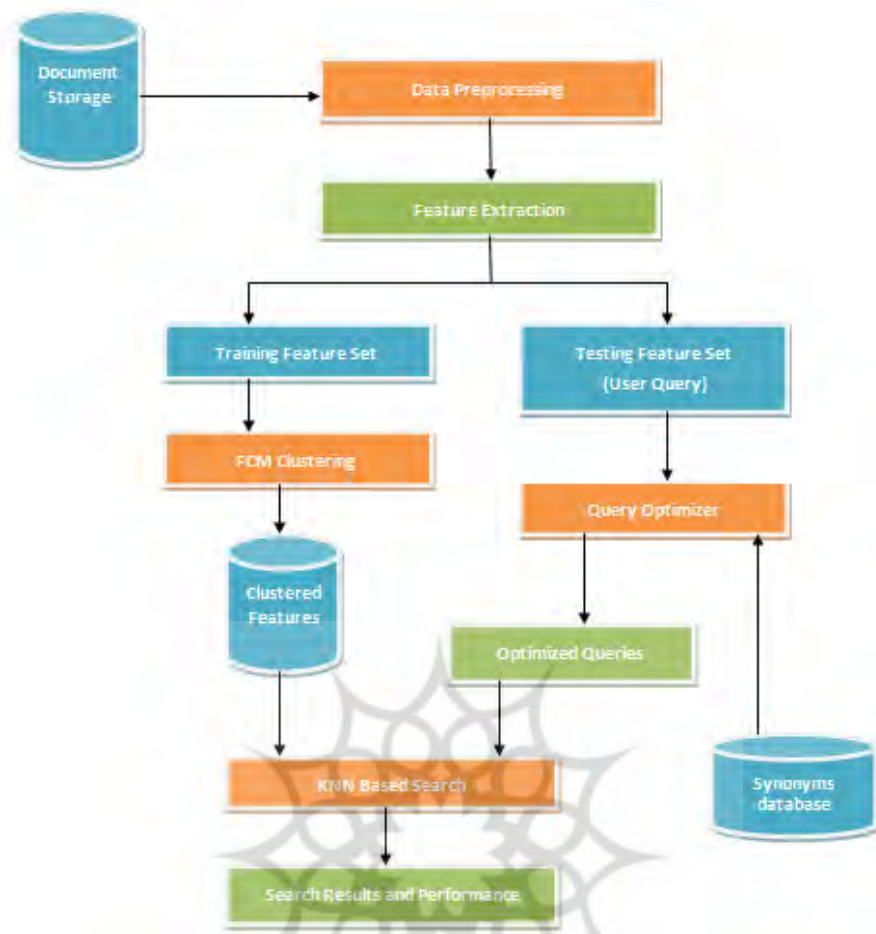 Document
Storage
Data Preprocessing
Feature Extraction
Training Feature Set
Testing Feature Set
(User Query)
FCM Clustering
Query Optimizer
Clustered
Features
Optimized Queries
KNN Based Search
Synonyms
database
Search Results and Performance